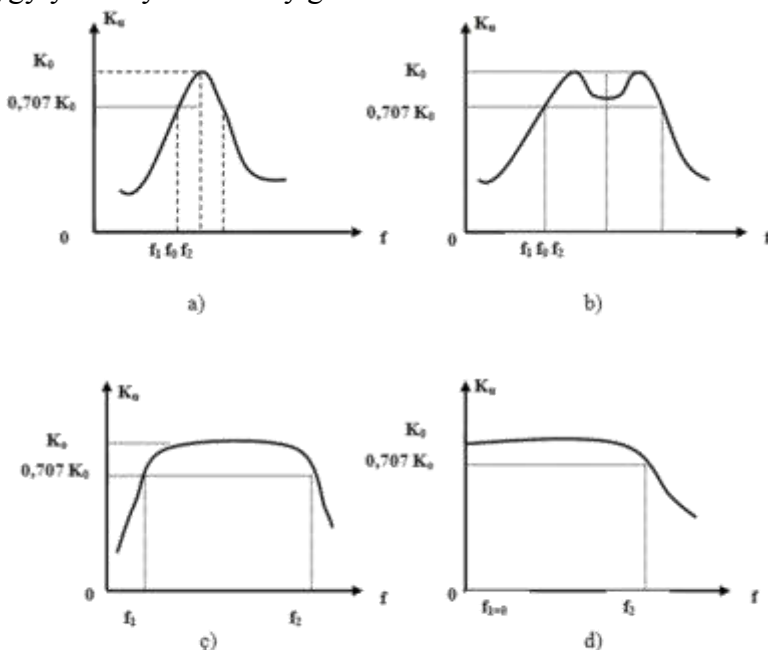 Kᵤ
K₀
0,707 K₀
0
f₁ f₀ f₂
f
a)
Kᵤ
K₀
0,707 K₀
0
f₁ f₀ f₂
f
b)
Kᵤ
K₀
0,707 K₀
0
f₁
f₂
f
ç)
Kᵤ
K₀
0,707 K₀
0
f₁₌₀
f₂
f
d)